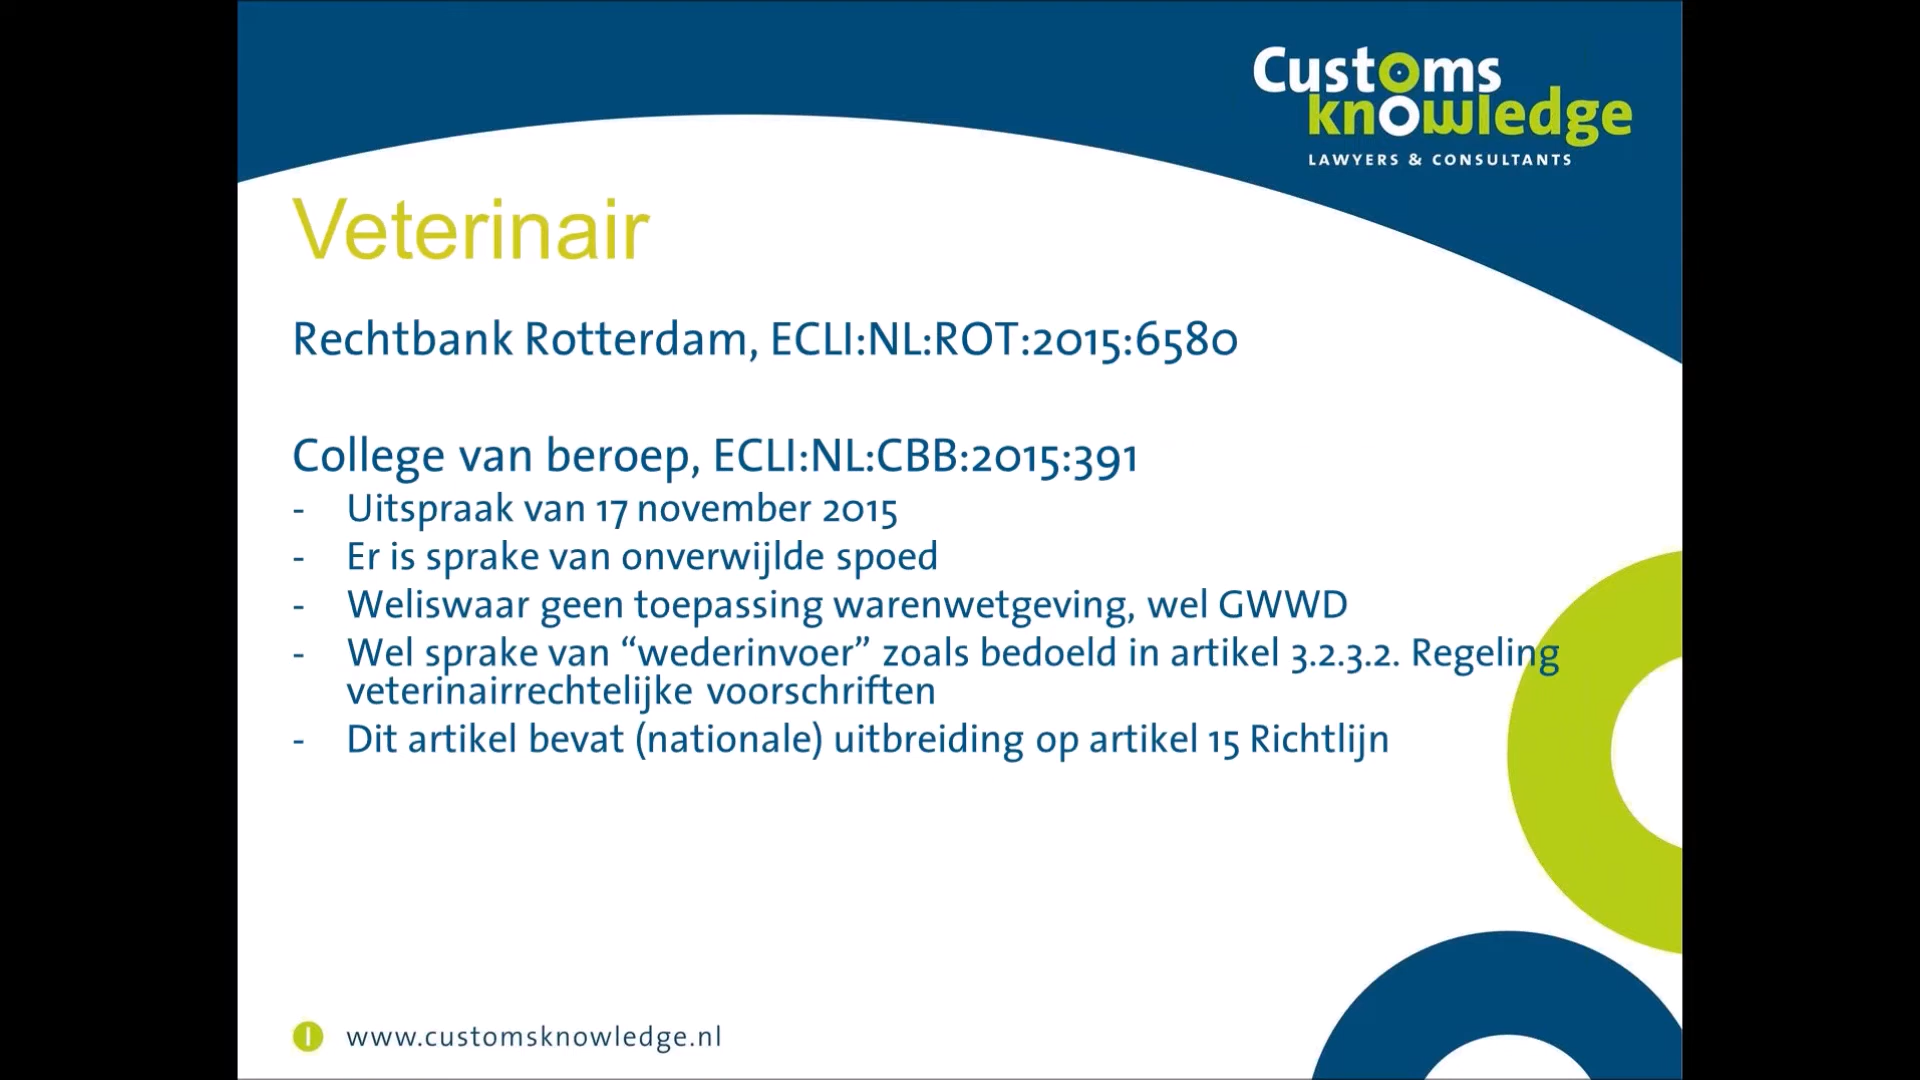 Customs
knowledge
LAWYERS & CONSULTANTS
Veterinair
Rechtbank Rotterdam, ECLI:NL:ROT:2015:6580
College van beroep, ECLI:NL:CBB:2015:391
- Uitspraak van 17 november 2015
- Er is sprake van onverwijlde spoed
- Weliswaar geen toepassing warenwetgeving, wel GWWD
- Wel sprake van “wederinvoer” zoals bedoeld in artikel 3.2.3.2. Regeling
veterinairrechtelijke voorschriften
- Dit artikel bevat (nationale) uitbreiding op artikel 15 Richtlijn
www.customsknowledge.nl